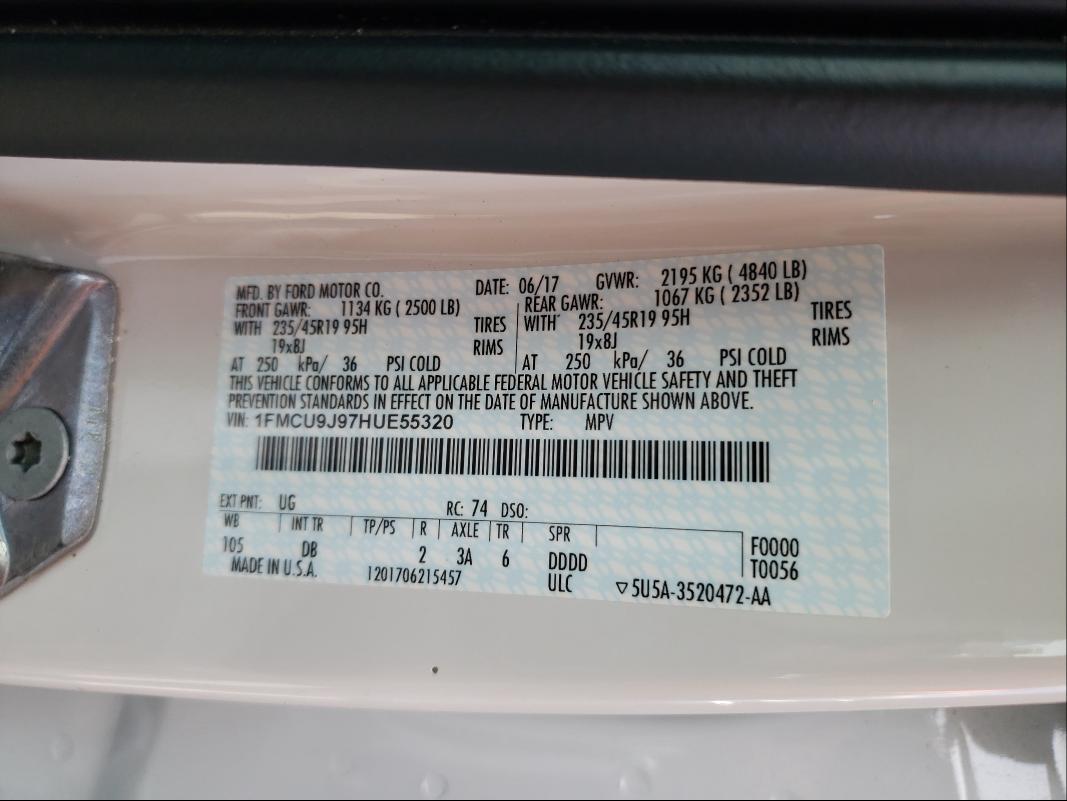 MFD. BY FORD MOTOR CO. DATE: 06/17 GVWR: 2195 KG ( 4840 LB)
FRONT GAWR: 1134 KG ( 2500 LB) REAR GAWR: 1067 KG ( 2352 LB)
WITH 235/45R19 95H TIRES WITH 235/45R19 95H TIRES
19x8J RIMS 19x8J RIMS
AT 250 kPa/ 36 PSI COLD AT 250 kPa/ 36 PSI COLD
THIS VEHICLE CONFORMS TO ALL APPLICABLE FEDERAL MOTOR VEHICLE SAFETY AND THEFT
PREVENTION STANDARDS IN EFFECT ON THE DATE OF MANUFACTURE SHOWN ABOVE.
VIN: 1FMCU9J97HUE55320 TYPE: MPV
EXT PNT: UG RC: 74 DSO:
WB INT TR TP/PS R AXLE TR SPR
105 DB 2 3A 6 DDDD F0000
MADE IN U.S.A. 1201706215457 ULC T0056
▽5U5A-3520472-AA